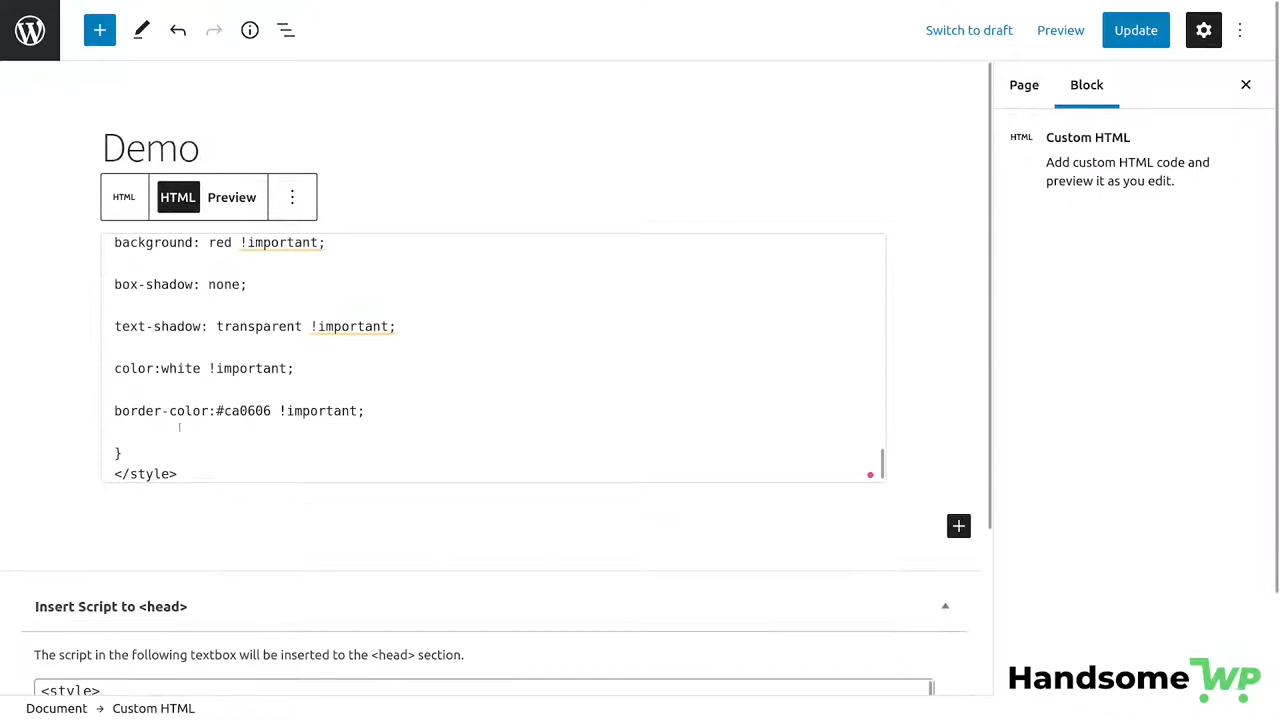 Switch to draft
Preview
Update
Page
Block
HTML
Custom HTML
Add custom HTML code and
preview it as you edit.
Demo
HTML
HTML
Preview
background: red !important;
box-shadow: none;
text-shadow: transparent !important;
color:white !important;
border-color:#ca0606 !important;
}
</style>
Insert Script to <head>
The script in the following textbox will be inserted to the <head> section.
<style>
Handsome WP
Document → Custom HTML